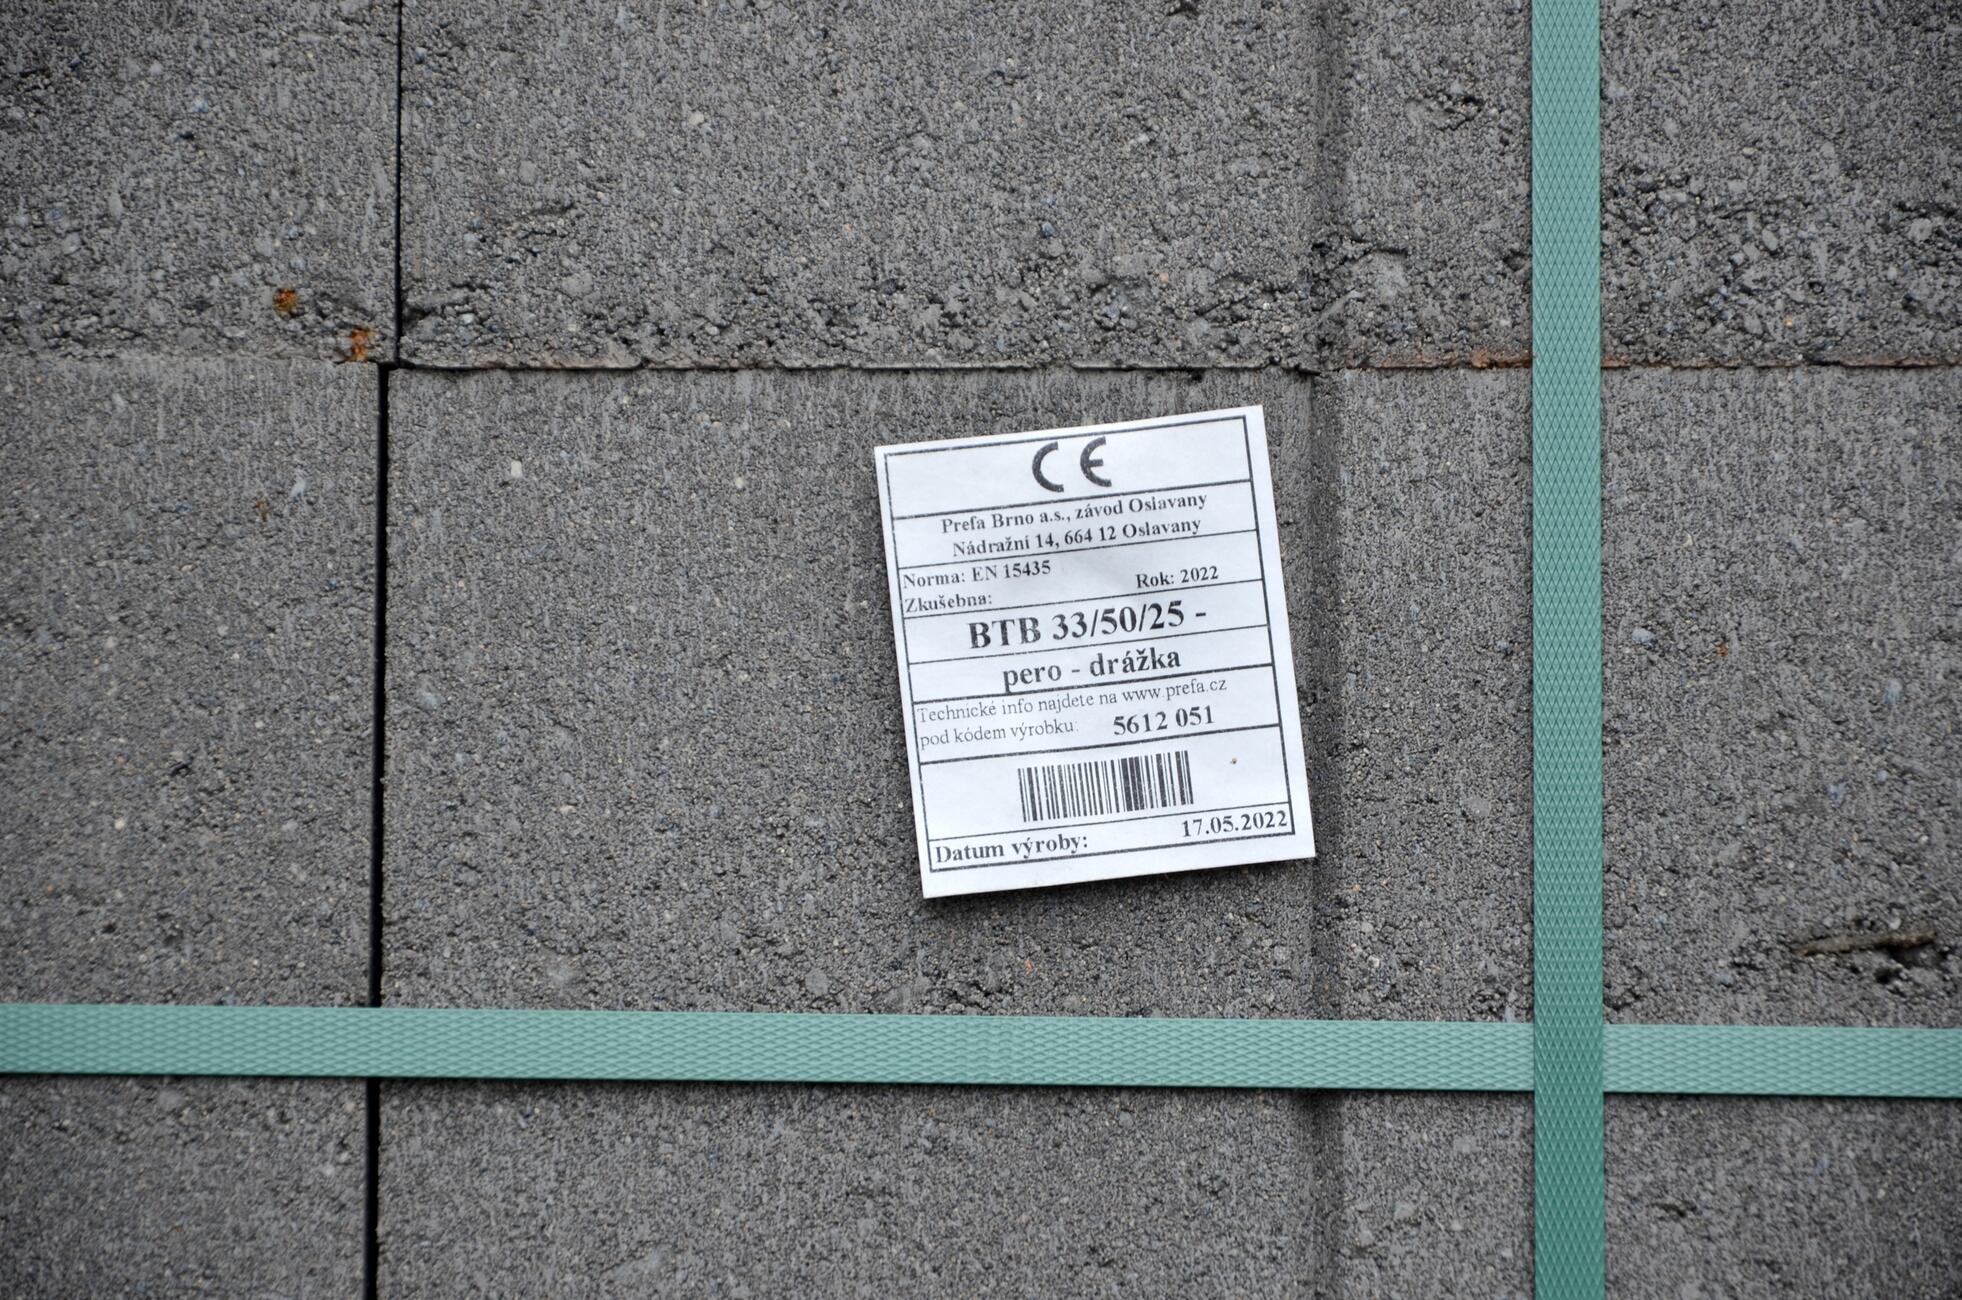 CE
Prefa Brno a.s., závod Oslavany
Nádražní 14, 664 12 Oslavany
Norma: EN 15435
Rok: 2022
Zkušebna:
BTB 33/50/25 -
pero - drážka
Technické info najdete na www.prefa.cz
pod kódem výrobku: 5612 051
Datum výroby: 17.05.2022